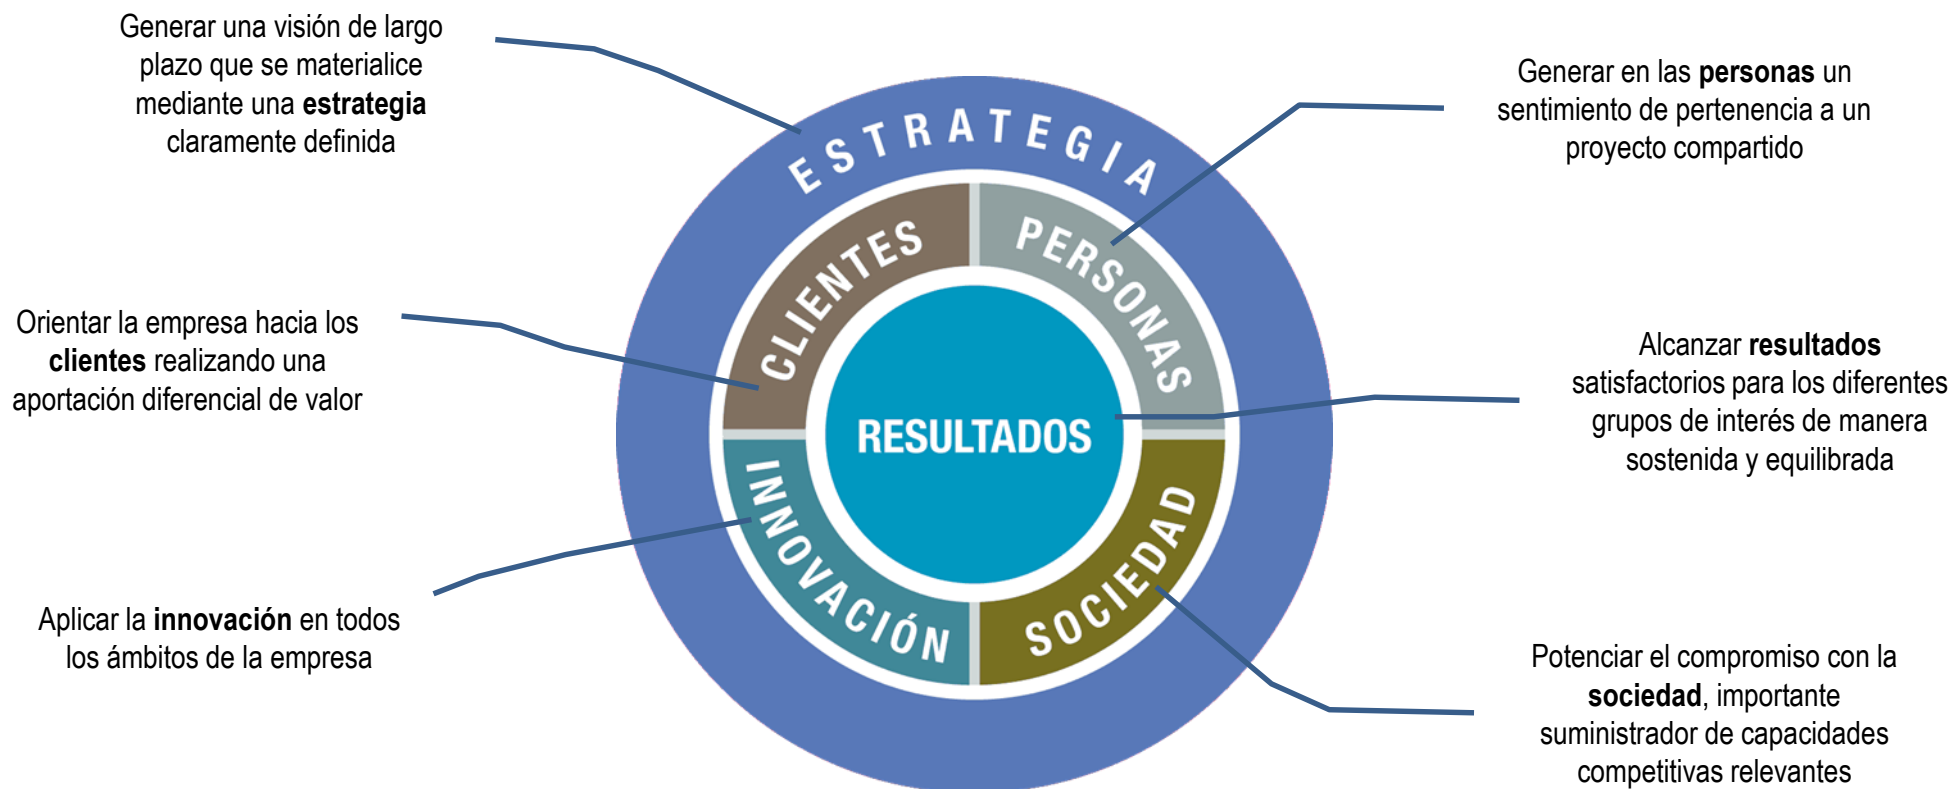 Generar una visión de largo
plazo que se materialice
mediante una estrategia
claramente definida
Generar en las personas un
sentimiento de pertenencia a un
proyecto compartido
ESTRATEGIA
CLIENTES
PERSONAS
Orientar la empresa hacia los
clientes realizando una
aportación diferencial de valor
RESULTADOS
Alcanzar resultados
satisfactorios para los diferentes
grupos de interés de manera
sostenida y equilibrada
INNOVACIÓN
SOCIEDAD
Aplicar la innovación en todos
los ámbitos de la empresa
Potenciar el compromiso con la
sociedad, importante
suministrador de capacidades
competitivas relevantes